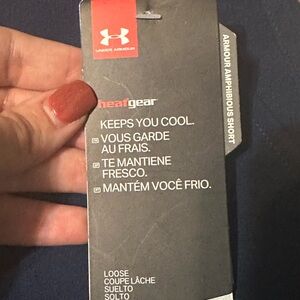 UNDER ARMOUR
ARMOUR AMPHIBIOUS SHORT
heatgear
KEEPS YOU COOL.
VOUS GARDE
AU FRAIS.
TE MANTIENE
FRESCO.
MANTÉM VOCÊ FRIO.
LOOSE
COUPE LÂCHE
SUELTO
SOLTO